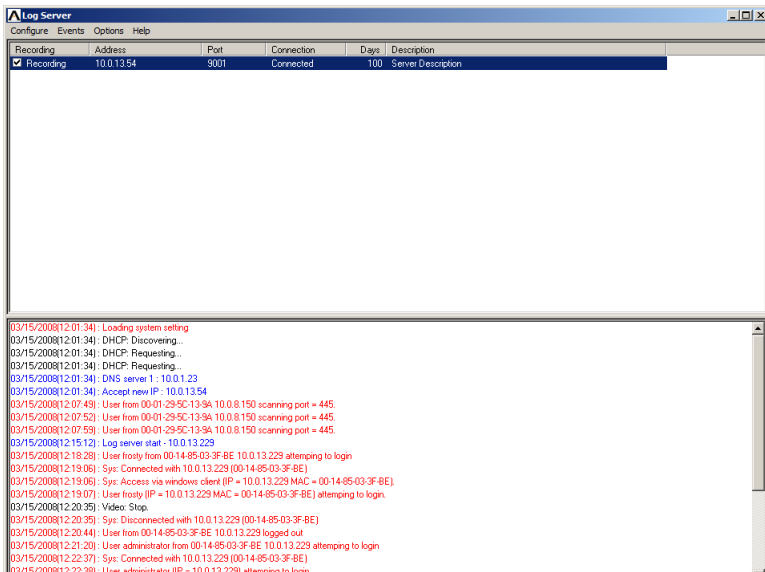 Log Server
Configure Events Options Help
Recording Address Port Connection Days Description
Recording 10.0.13.54 9001 Connected 100 Server Description
03/15/2008(12:01:34) : Loading system setting
03/15/2008(12:01:34) : DHCP: Discovering...
03/15/2008(12:01:34) : DHCP: Requesting...
03/15/2008(12:01:34) : DHCP: Requesting...
03/15/2008(12:01:34) : DNS server 1 : 10.0.1.23
03/15/2008(12:01:34) : Accept new IP : 10.0.13.54
03/15/2008(12:07:49) : User from 00-01-29-5C-13-9A 10.0.8.150 scanning port = 445.
03/15/2008(12:07:52) : User from 00-01-29-5C-13-9A 10.0.8.150 scanning port = 445.
03/15/2008(12:07:59) : User from 00-01-29-5C-13-9A 10.0.8.150 scanning port = 445.
03/15/2008(12:15:12) : Log server start - 10.0.13.229
03/15/2008(12:18:28) : User frosty from 00-14-85-03-3F-BE 10.0.13.229 attemping to login
03/15/2008(12:19:06) : Sys: Connected with 10.0.13.229 (00-14-85-03-3F-BE)
03/15/2008(12:19:06) : Sys: Access via windows client (IP = 10.0.13.229 MAC = 00-14-85-03-3F-BE).
03/15/2008(12:19:07) : User frosty (IP = 10.0.13.229 MAC = 00-14-85-03-3F-BE) attemping to login.
03/15/2008(12:20:35) : Video: Stop.
03/15/2008(12:20:35) : Sys: Disconnected with 10.0.13.229 (00-14-85-03-3F-BE)
03/15/2008(12:20:44) : User from 00-14-85-03-3F-BE 10.0.13.229 logged out
03/15/2008(12:21:20) : User administrator from 00-14-85-03-3F-BE 10.0.13.229 attemping to login
03/15/2008(12:22:37) : Sys: Connected with 10.0.13.229 (00-14-85-03-3F-BE)
03/15/2008(12:22:38) : User administrator (IP = 10.0.13.229) attemping to login